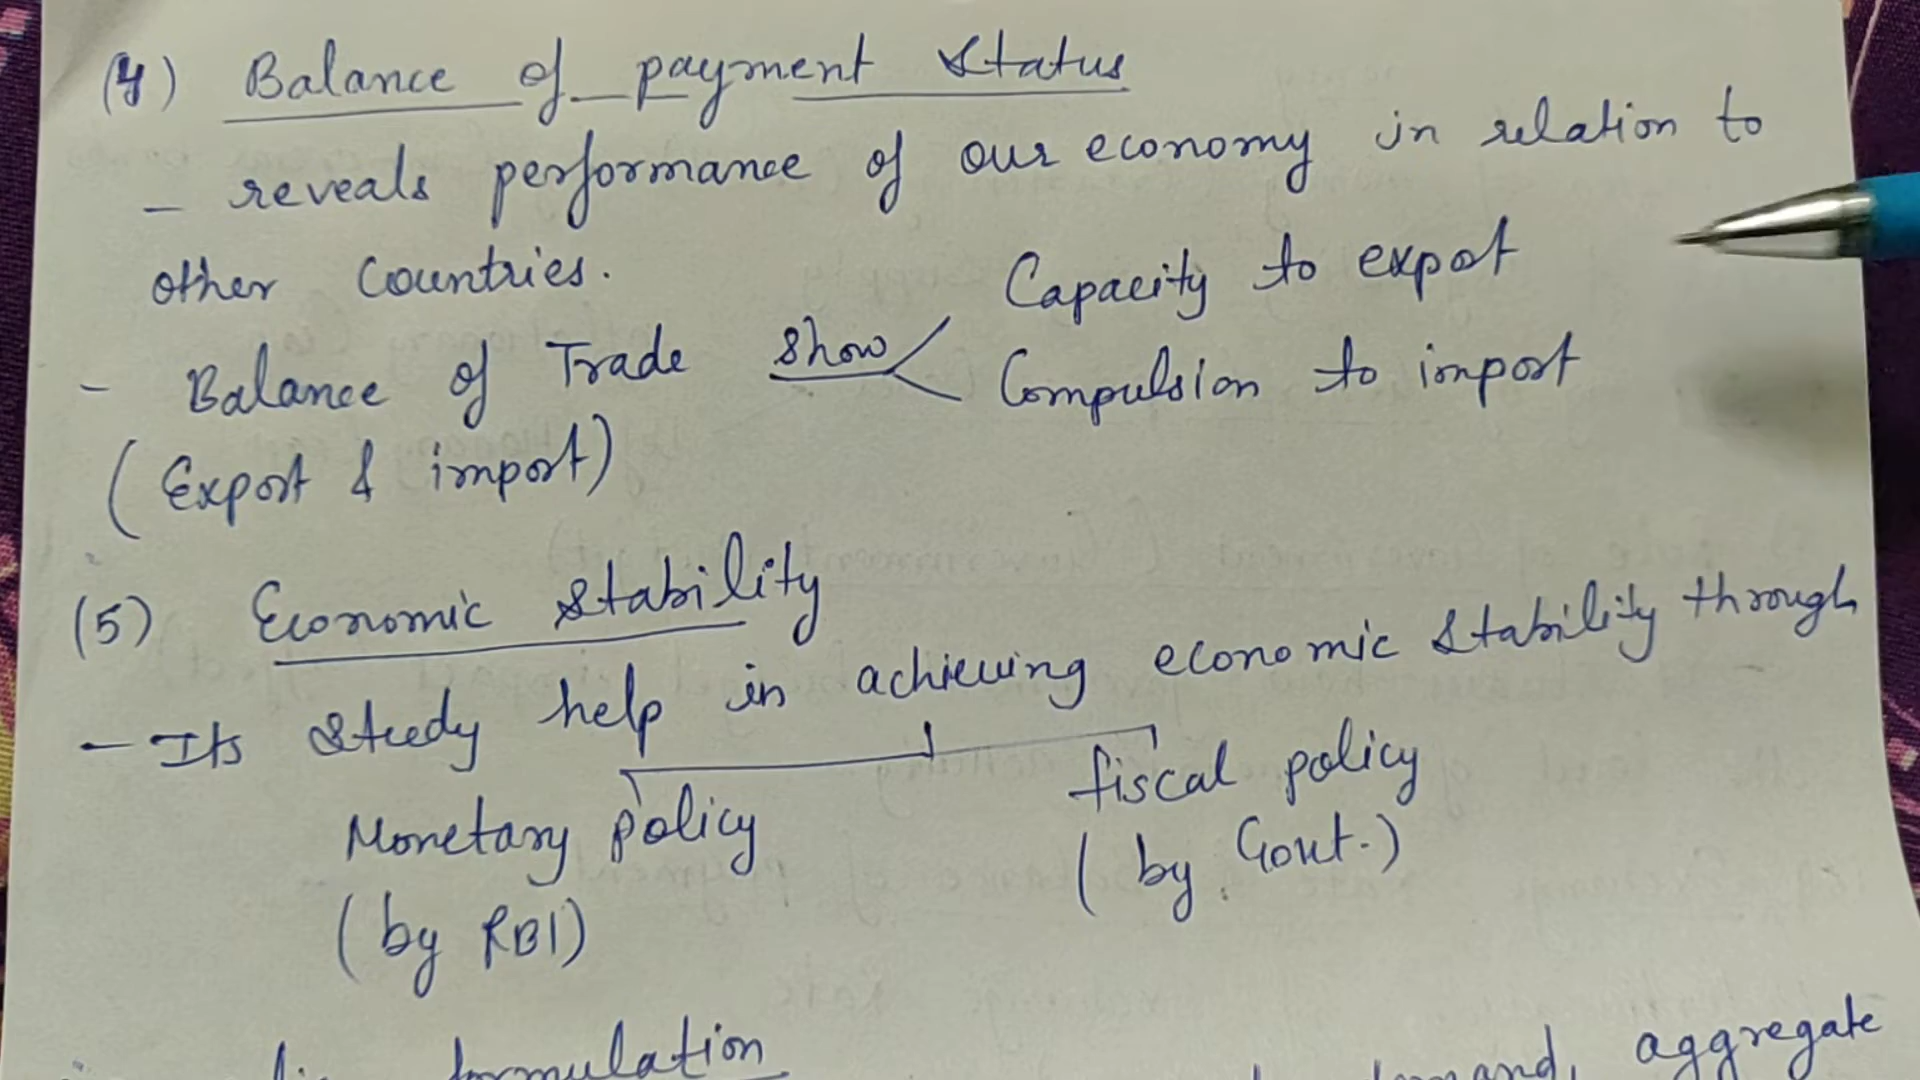 (4) Balance of payment Status
- reveals performance of our economy in relation to
other Countries.
- Balance of Trade show
Capacity to export
Compulsion to import
(Export & import)
(5) Economic Stability
- Its study help in achieving economic Stability through
Monetary policy
(by RBI)
fiscal policy
(by Govt.)
formulation
aggregate